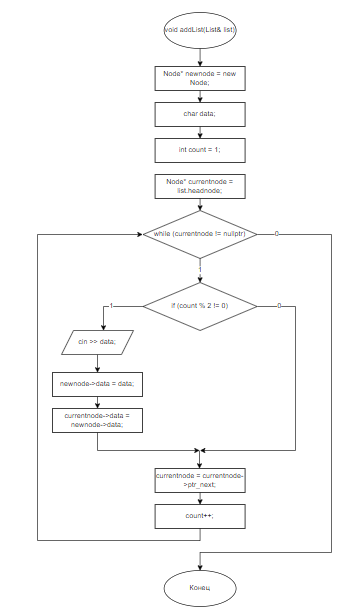 void addList(List& list)
Node* newnode = new
Node;
char data;
int count = 1;
Node* currentnode =
list.headnode;
while (currentnode != nullptr)
0
1
if (count % 2 != 0)
1
0
cin >> data;
newnode->data = data;
currentnode->data =
newnode->data;
currentnode = currentnode-
>ptr_next;
count++;
Конец